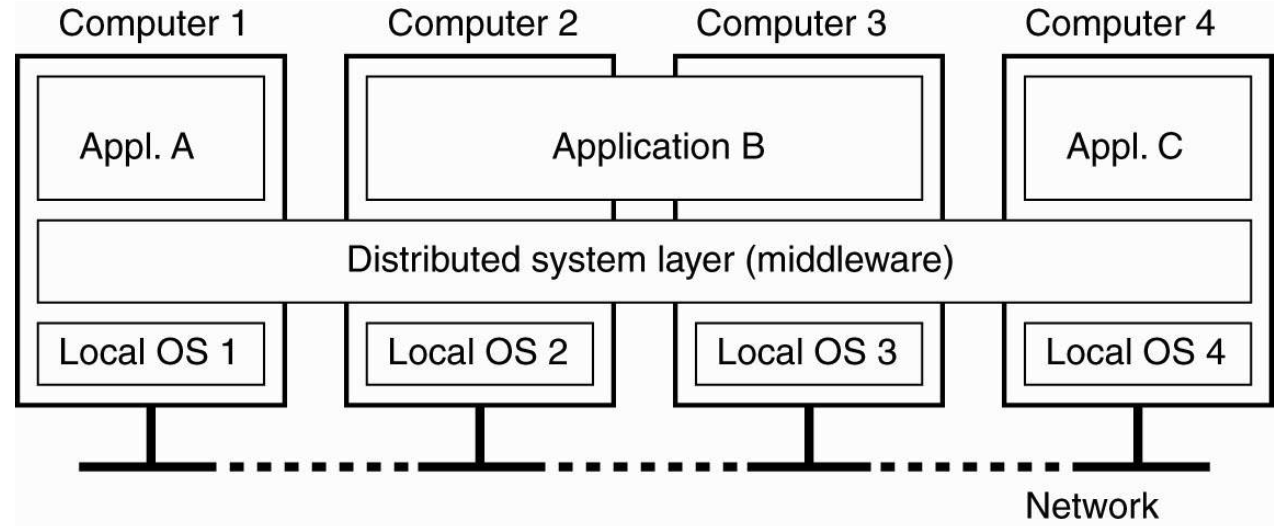 Computer 1
Computer 2
Computer 3
Computer 4
Appl. A
Application B
Appl. C
Distributed system layer (middleware)
Local OS 1
Local OS 2
Local OS 3
Local OS 4
Network